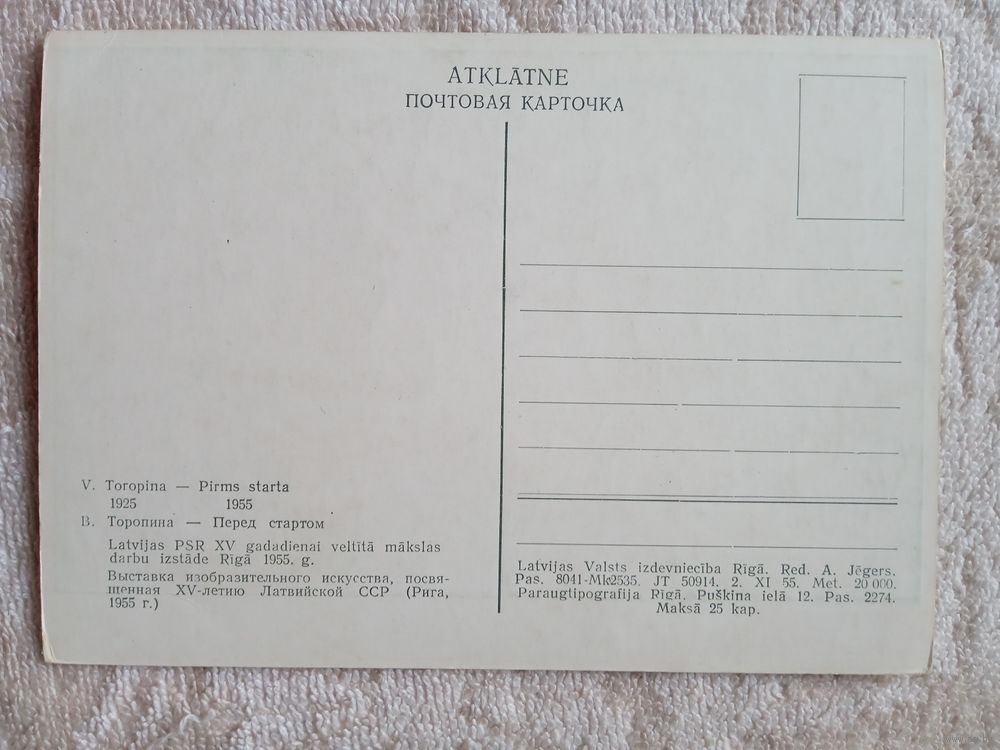 ATKLĀTNE
ПОЧТОВАЯ КАРТОЧКА
V. Toropina — Pirms starta
1925 1955
В. Торопина — Перед стартом
Latvijas PSR XV gadadienai veltītā mākslas
darbu izstāde Rīgā 1955. g.
Выставка изобразительного искусства, посвя-
щенная XV-летию Латвийской ССР (Рига,
1955 г.)
Latvijas Valsts izdevniecība Rīgā. Red. A. Jēgers.
Pas. 8041-Mk2535. JT 50914. 2. XI 55. Met. 20 000.
Paraugtipografija Rīgā, Puškina ielā 12. Pas. 2274.
Maksā 25 kap.